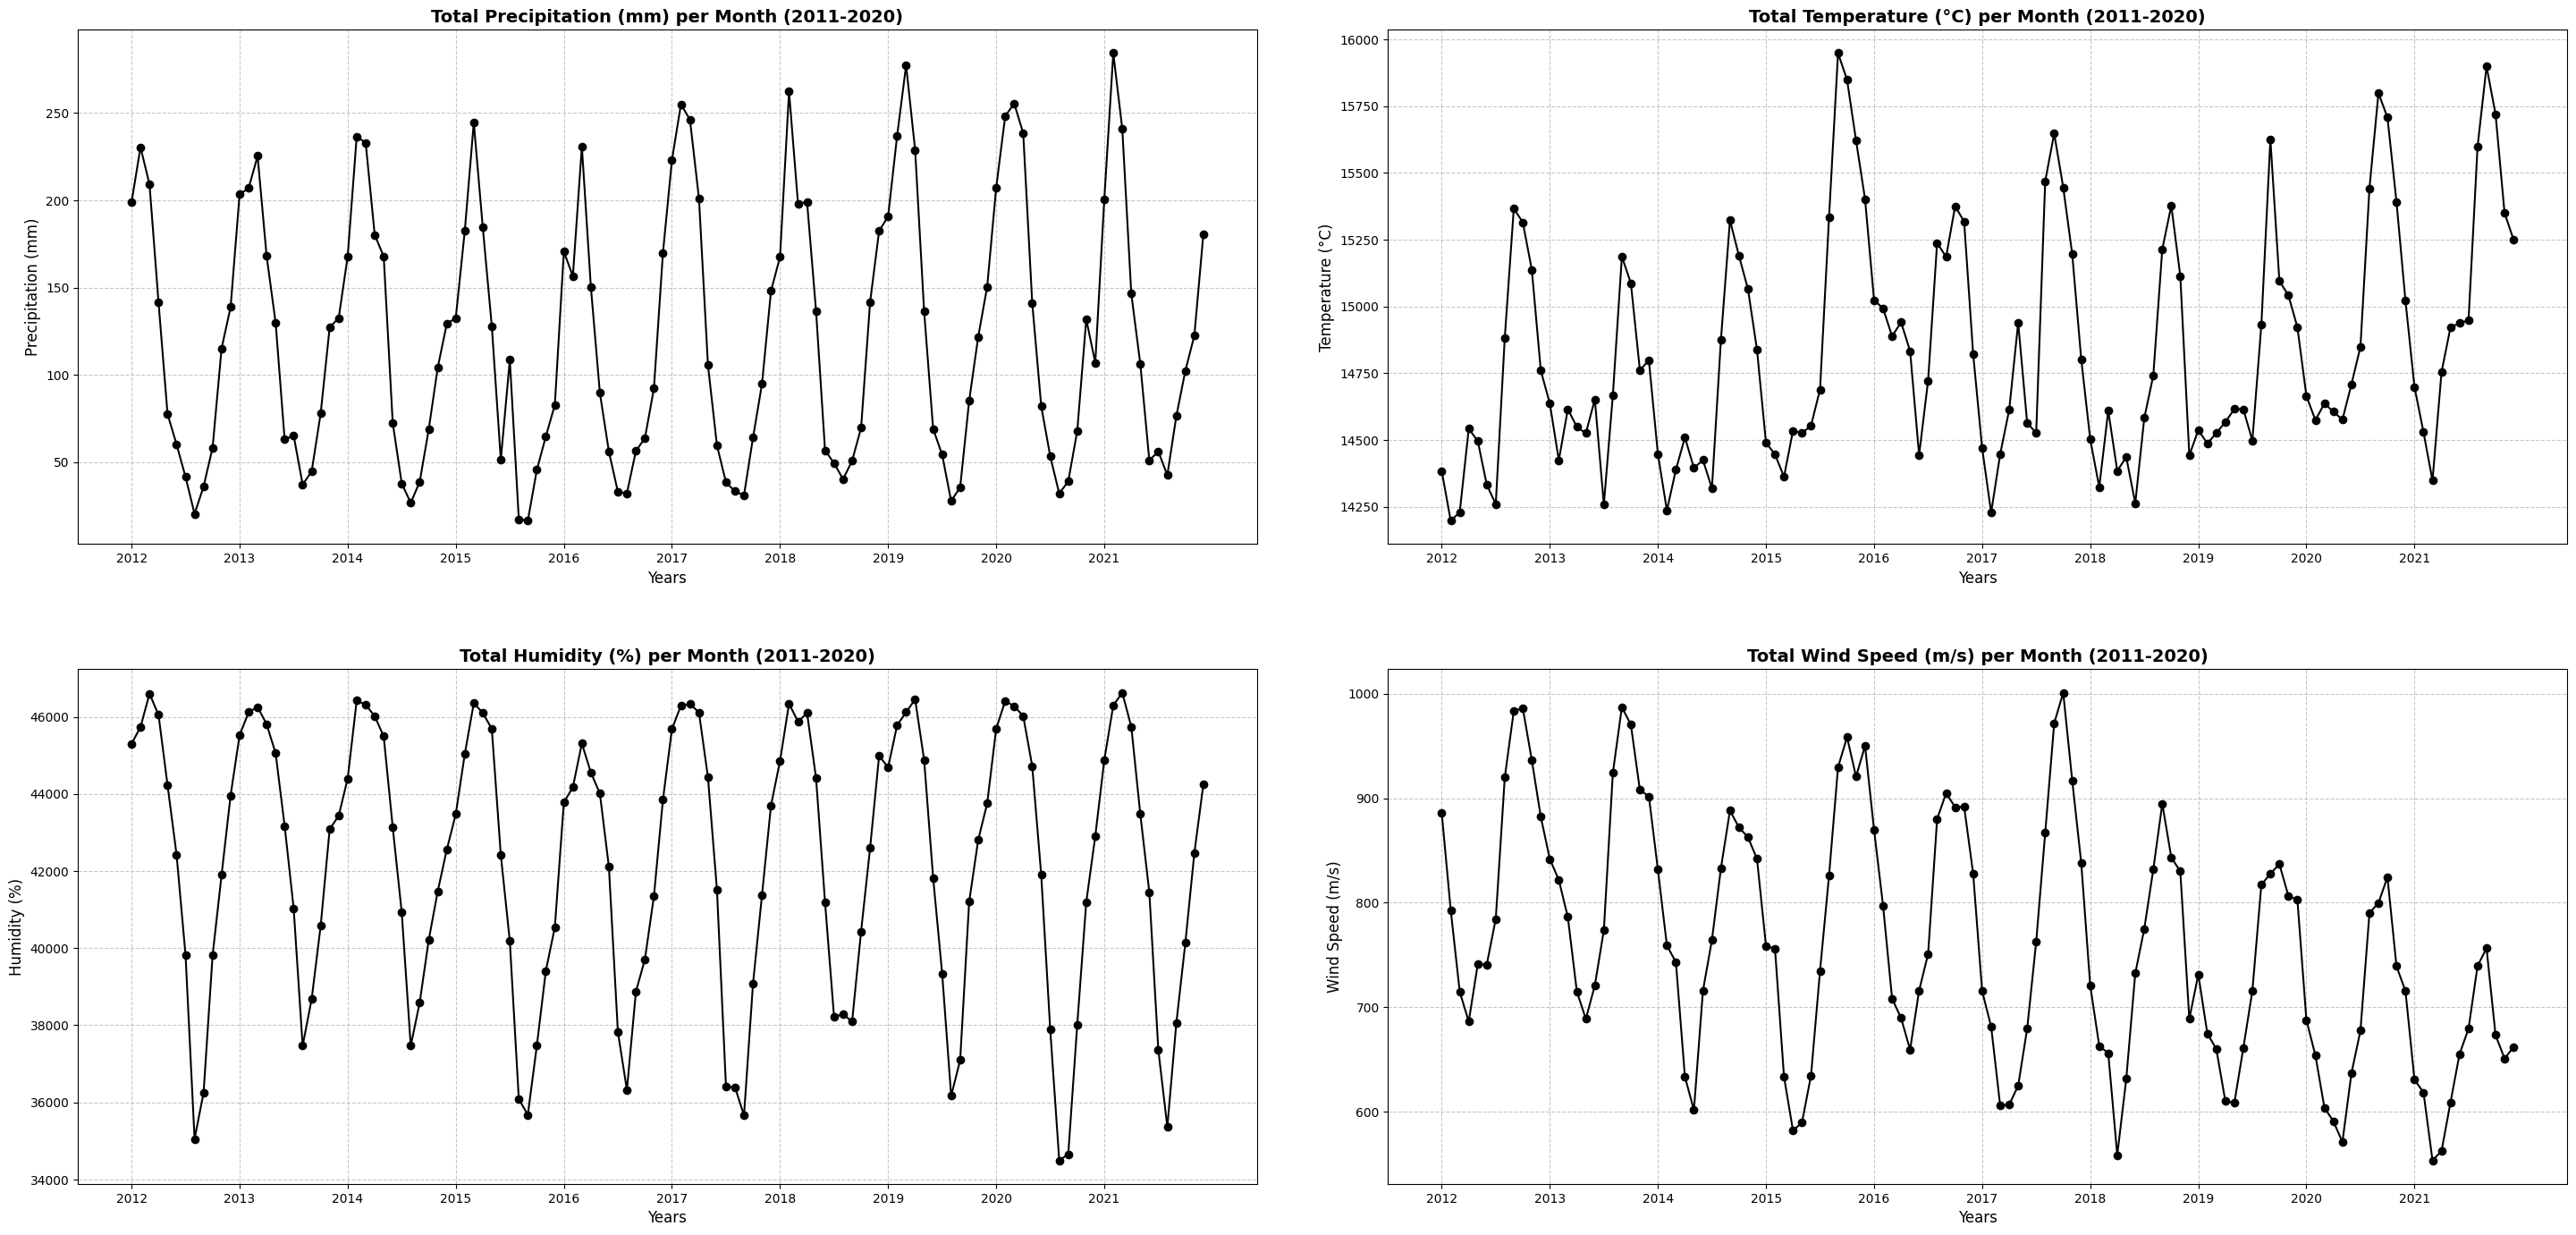 Total Precipitation (mm) per Month (2011-2020)
Precipitation (mm)
250
200
150
100
50
2012 2013 2014 2015 2016 2017 2018 2019 2020 2021
Years
Total Temperature (°C) per Month (2011-2020)
Temperature (°C)
16000
15750
15500
15250
15000
14750
14500
14250
2012 2013 2014 2015 2016 2017 2018 2019 2020 2021
Years
Total Humidity (%) per Month (2011-2020)
Humidity (%)
46000
44000
42000
40000
38000
36000
34000
2012 2013 2014 2015 2016 2017 2018 2019 2020 2021
Years
Total Wind Speed (m/s) per Month (2011-2020)
Wind Speed (m/s)
1000
900
800
700
600
2012 2013 2014 2015 2016 2017 2018 2019 2020 2021
Years